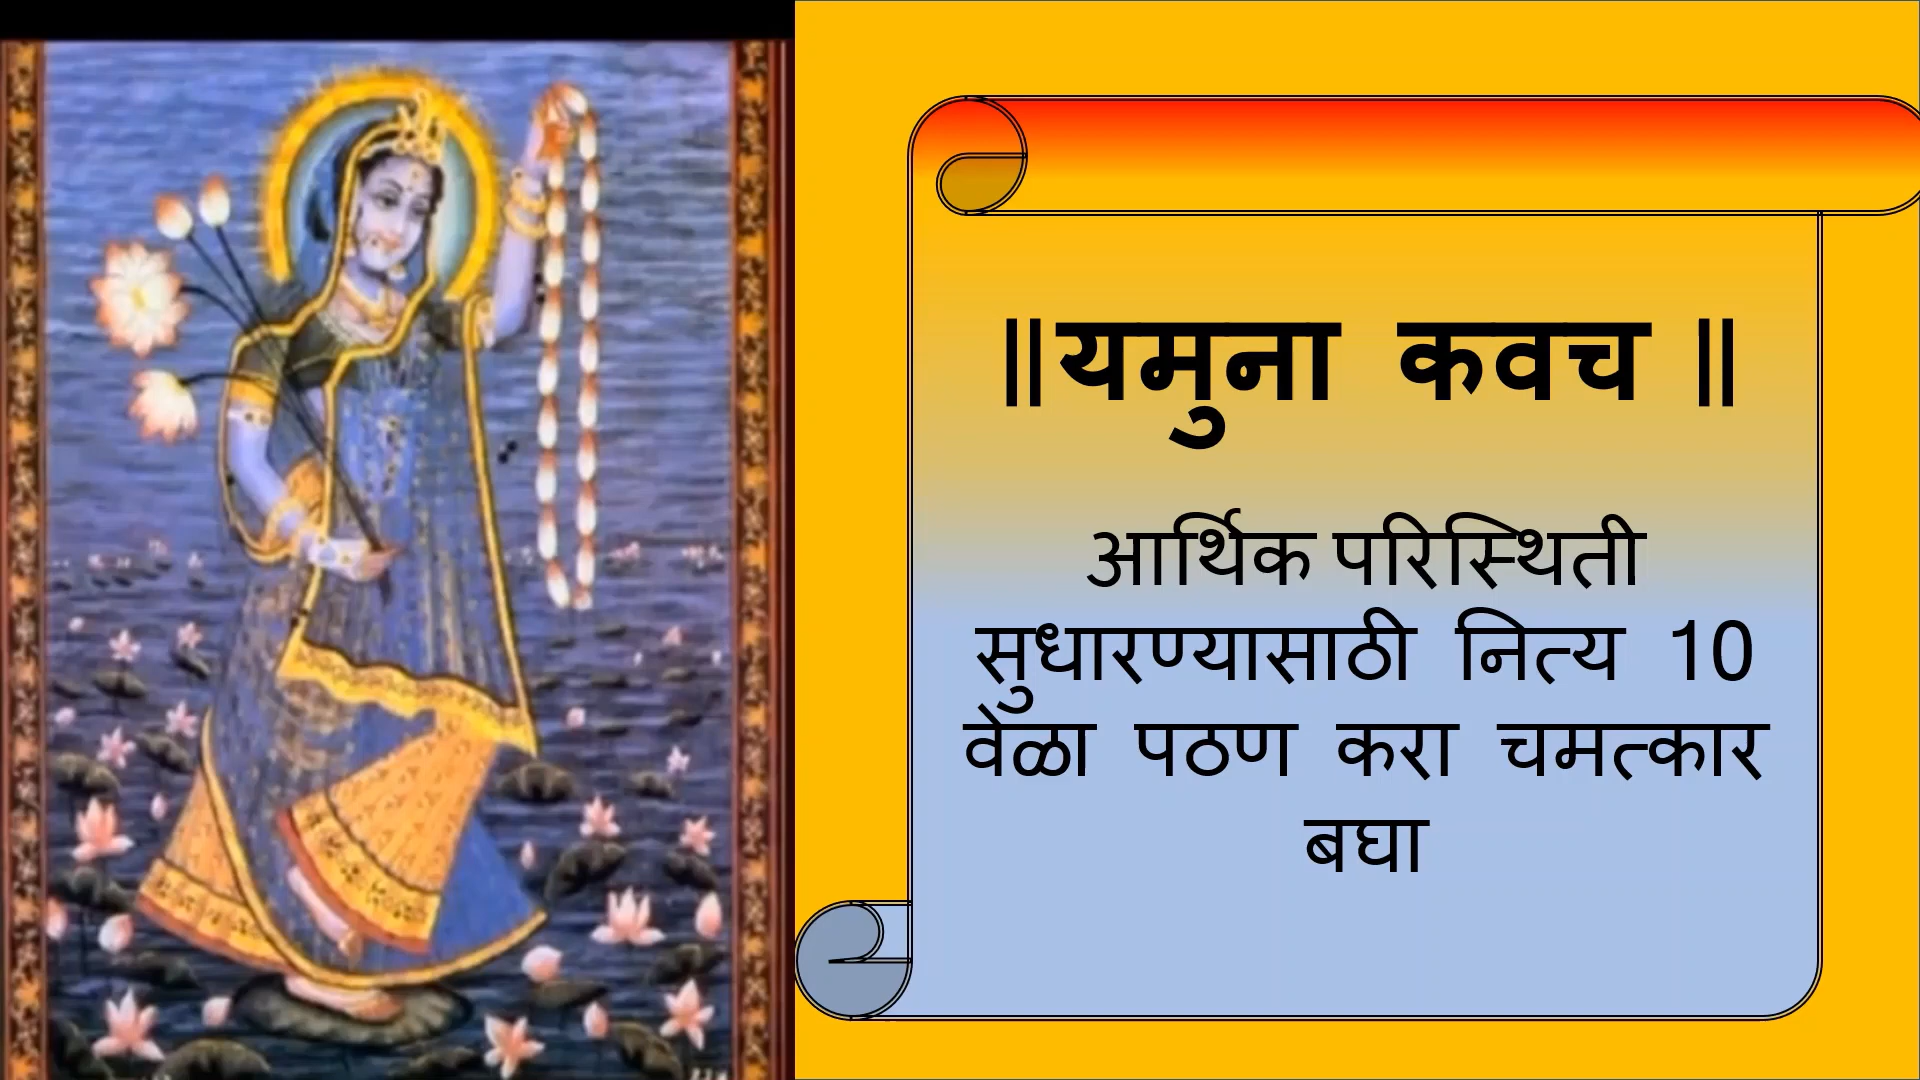 ॥यमुना कवच ॥
आर्थिक परिस्थिती
सुधारण्यासाठी नित्य 10
वेळा पठण करा चमत्कार
बघा